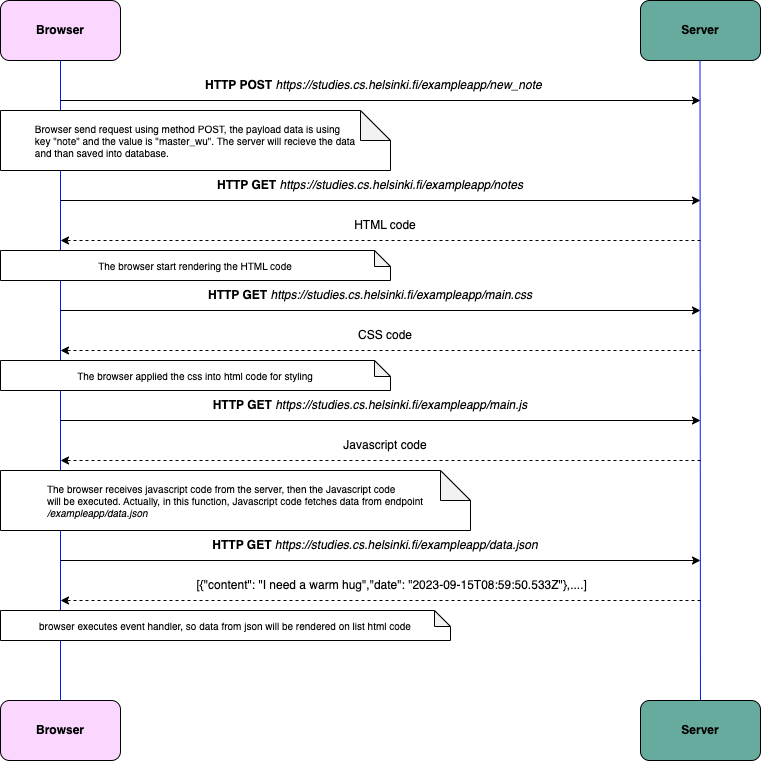 Browser
Server
HTTP POST https://studies.cs.helsinki.fi/exampleapp/new_note
Browser send request using method POST, the payload data is using
key "note" and the value is "master_wu". The server will recieve the data
and than saved into database.
HTTP GET https://studies.cs.helsinki.fi/exampleapp/notes
HTML code
The browser start rendering the HTML code
HTTP GET https://studies.cs.helsinki.fi/exampleapp/main.css
CSS code
The browser applied the css into html code for styling
HTTP GET https://studies.cs.helsinki.fi/exampleapp/main.js
Javascript code
The browser receives javascript code from the server, then the Javascript code
will be executed. Actually, in this function, Javascript code fetches data from endpoint
/exampleapp/data.json
HTTP GET https://studies.cs.helsinki.fi/exampleapp/data.json
[{"content": "I need a warm hug","date": "2023-09-15T08:59:50.533Z"},....]
browser executes event handler, so data from json will be rendered on list html code
Browser
Server